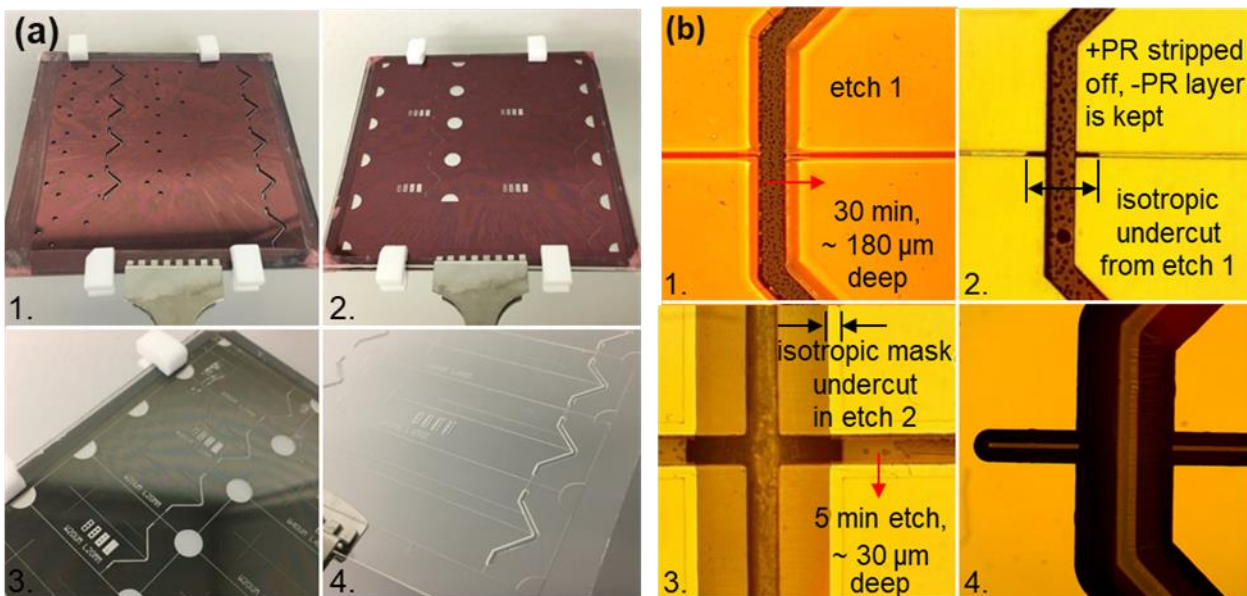 (a)
1.
2.
3.
4.
(b)
etch 1
30 min,
~ 180 µm
deep
1.
+PR stripped
off, -PR layer
is kept
isotropic
undercut
from etch 1
2.
isotropic mask
undercut
in etch 2
5 min etch,
~ 30 µm
deep
3.
4.